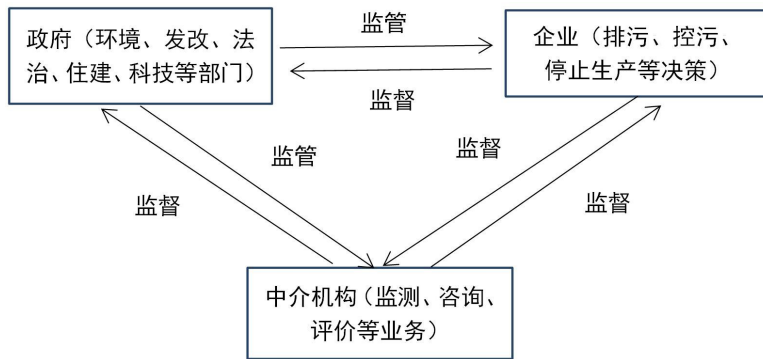 政府（环境、发改、法
治、住建、科技等部门）
监管
企业（排污、控污、
停止生产等决策）
监督
监管
监督
监督
监督
中介机构（监测、咨询、
评价等业务）